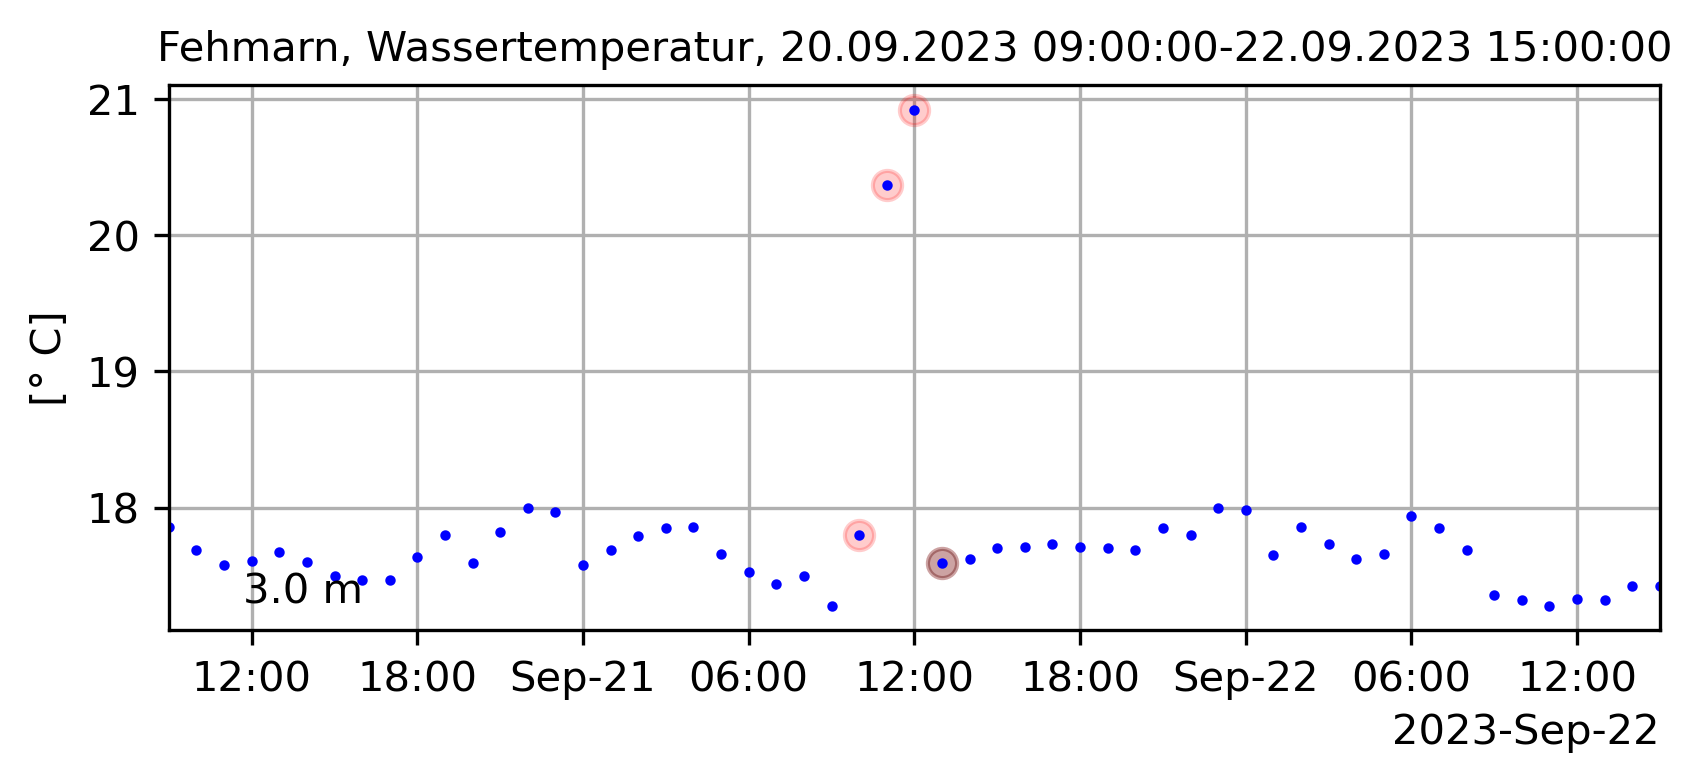 Fehmarn, Wassertemperatur, 20.09.2023 09:00:00-22.09.2023 15:00:00
21
20
19
18
[° C]
3.0 m
12:00 18:00 Sep-21 06:00 12:00 18:00 Sep-22 06:00 12:00
2023-Sep-22